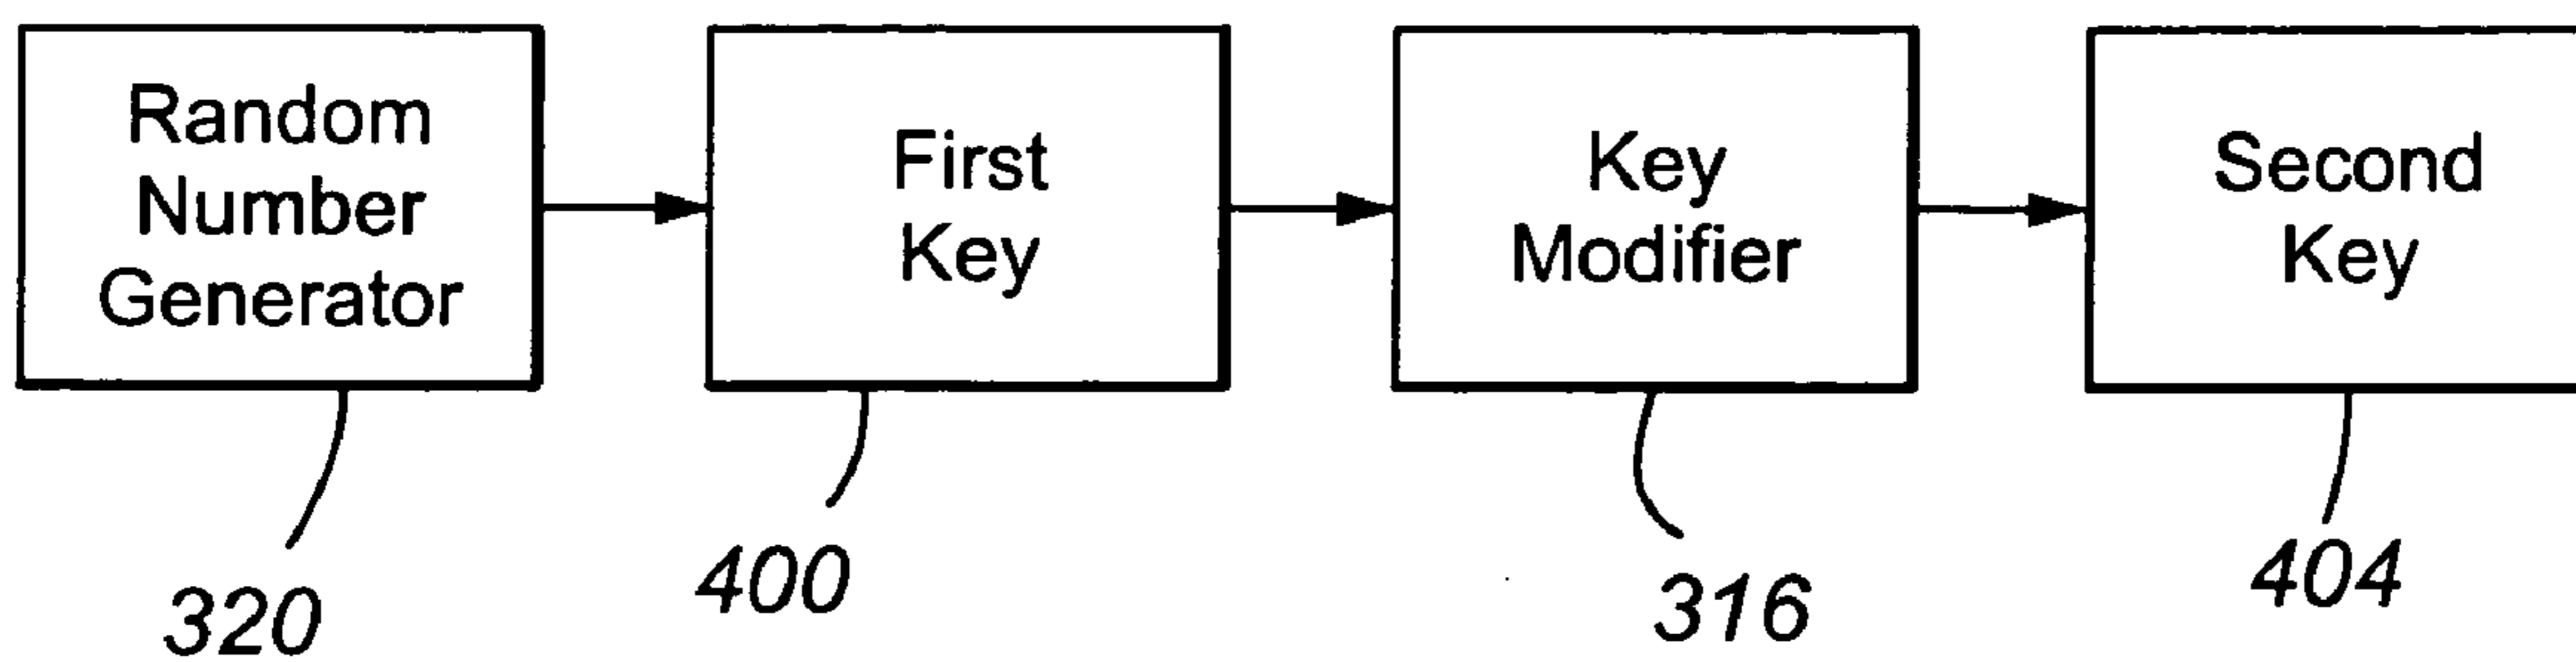 Random
Number
Generator
First
Key
Key
Modifier
Second
Key
320
400
316
404